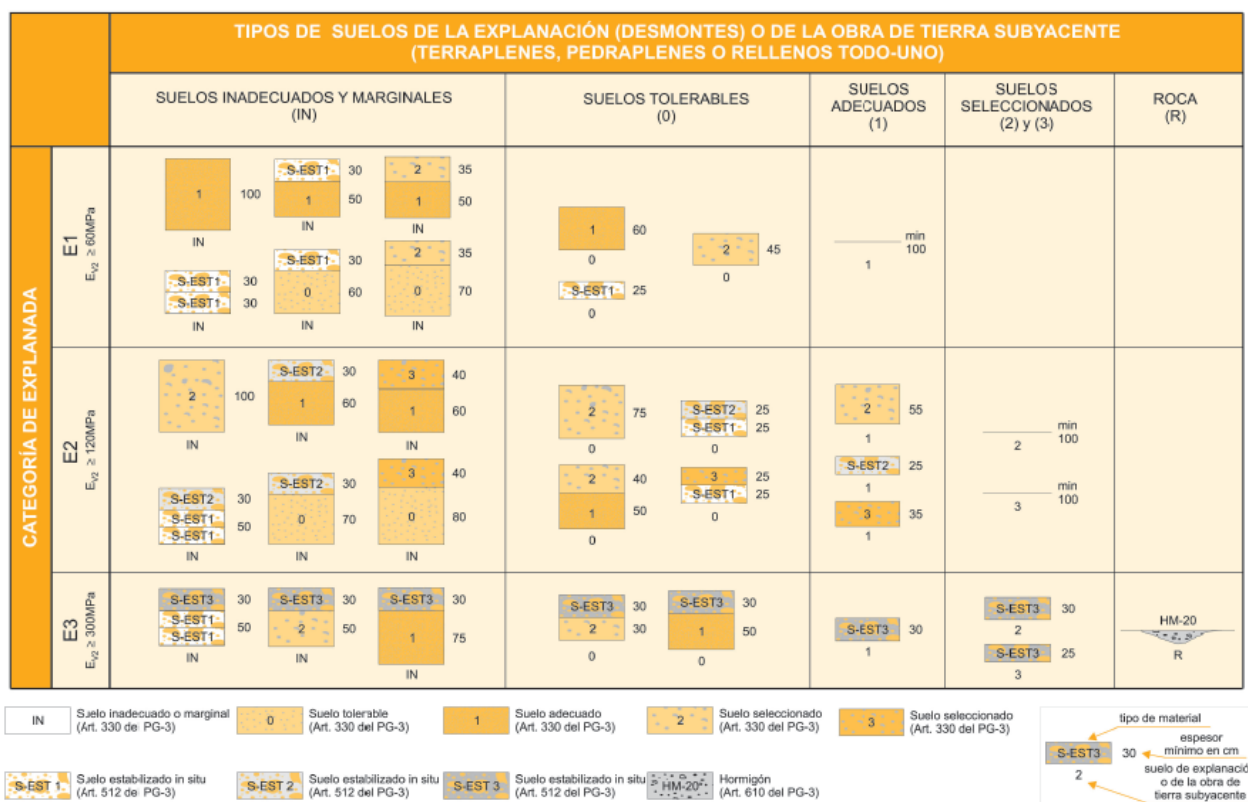 TIPOS DE SUELOS DE LA EXPLANACIÓN (DESMONTES) O DE LA OBRA DE TIERRA SUBYACENTE
(TERRAPLENES, PEDRAPLENES O RELLENOS TODO-UNO)
SUELOS INADECUADOS Y MARGINALES
(IN)
SUELOS TOLERABLES
(0)
SUELOS
ADECUADOS
(1)
SUELOS
SELECCIONADOS
(2) y (3)
ROCA
(R)
CATEGORÍA DE EXPLANADA
E1
EV2 ≥ 60MPa
1 100
IN
S-EST1 30
1 50
IN
2 35
1 50
IN
S-EST1 30
S-EST1 30
IN
S-EST1 30
0 60
IN
2 35
0 70
IN
1 60
0
2 45
0
S-EST1 25
0
min
100
1
E2
EV2 ≥ 120MPa
2 100
IN
S-EST2 30
1 60
IN
3 40
1 60
IN
S-EST2 30
S-EST1 50
S-EST1
IN
S-EST2 30
0 70
IN
3 40
0 80
IN
2 75
0
S-EST2 25
S-EST1 25
0
2 40
1 50
0
3 25
S-EST1 25
0
2 55
1
S-EST2 25
1
3 35
1
min
100
2
min
100
3
E3
EV2 ≥ 300MPa
S-EST3 30
S-EST1 50
S-EST1
IN
S-EST3 30
2 50
IN
S-EST3 30
1 75
IN
S-EST3 30
2 30
0
S-EST3 30
1 50
0
S-EST3 30
1
S-EST3 30
2
S-EST3 25
3
HM-20
R
IN Suelo inadecuado o marginal
(Art. 330 del PG-3)
0 Suelo tolerable
(Art. 330 del PG-3)
1 Suelo adecuado
(Art. 330 del PG-3)
2 Suelo seleccionado
(Art. 330 del PG-3)
3 Suelo seleccionado
(Art. 330 del PG-3)
S-EST 1 Suelo estabilizado in situ
(Art. 512 del PG-3)
S-EST 2 Suelo estabilizado in situ
(Art. 512 del PG-3)
S-EST 3 Suelo estabilizado in situ
(Art. 512 del PG-3)
HM-20 Hormigón
(Art. 610 del PG-3)
tipo de material
espesor
S-EST3 30 mínimo en cm
2 suelo de explanació
o de la obra de
tierra subyacente